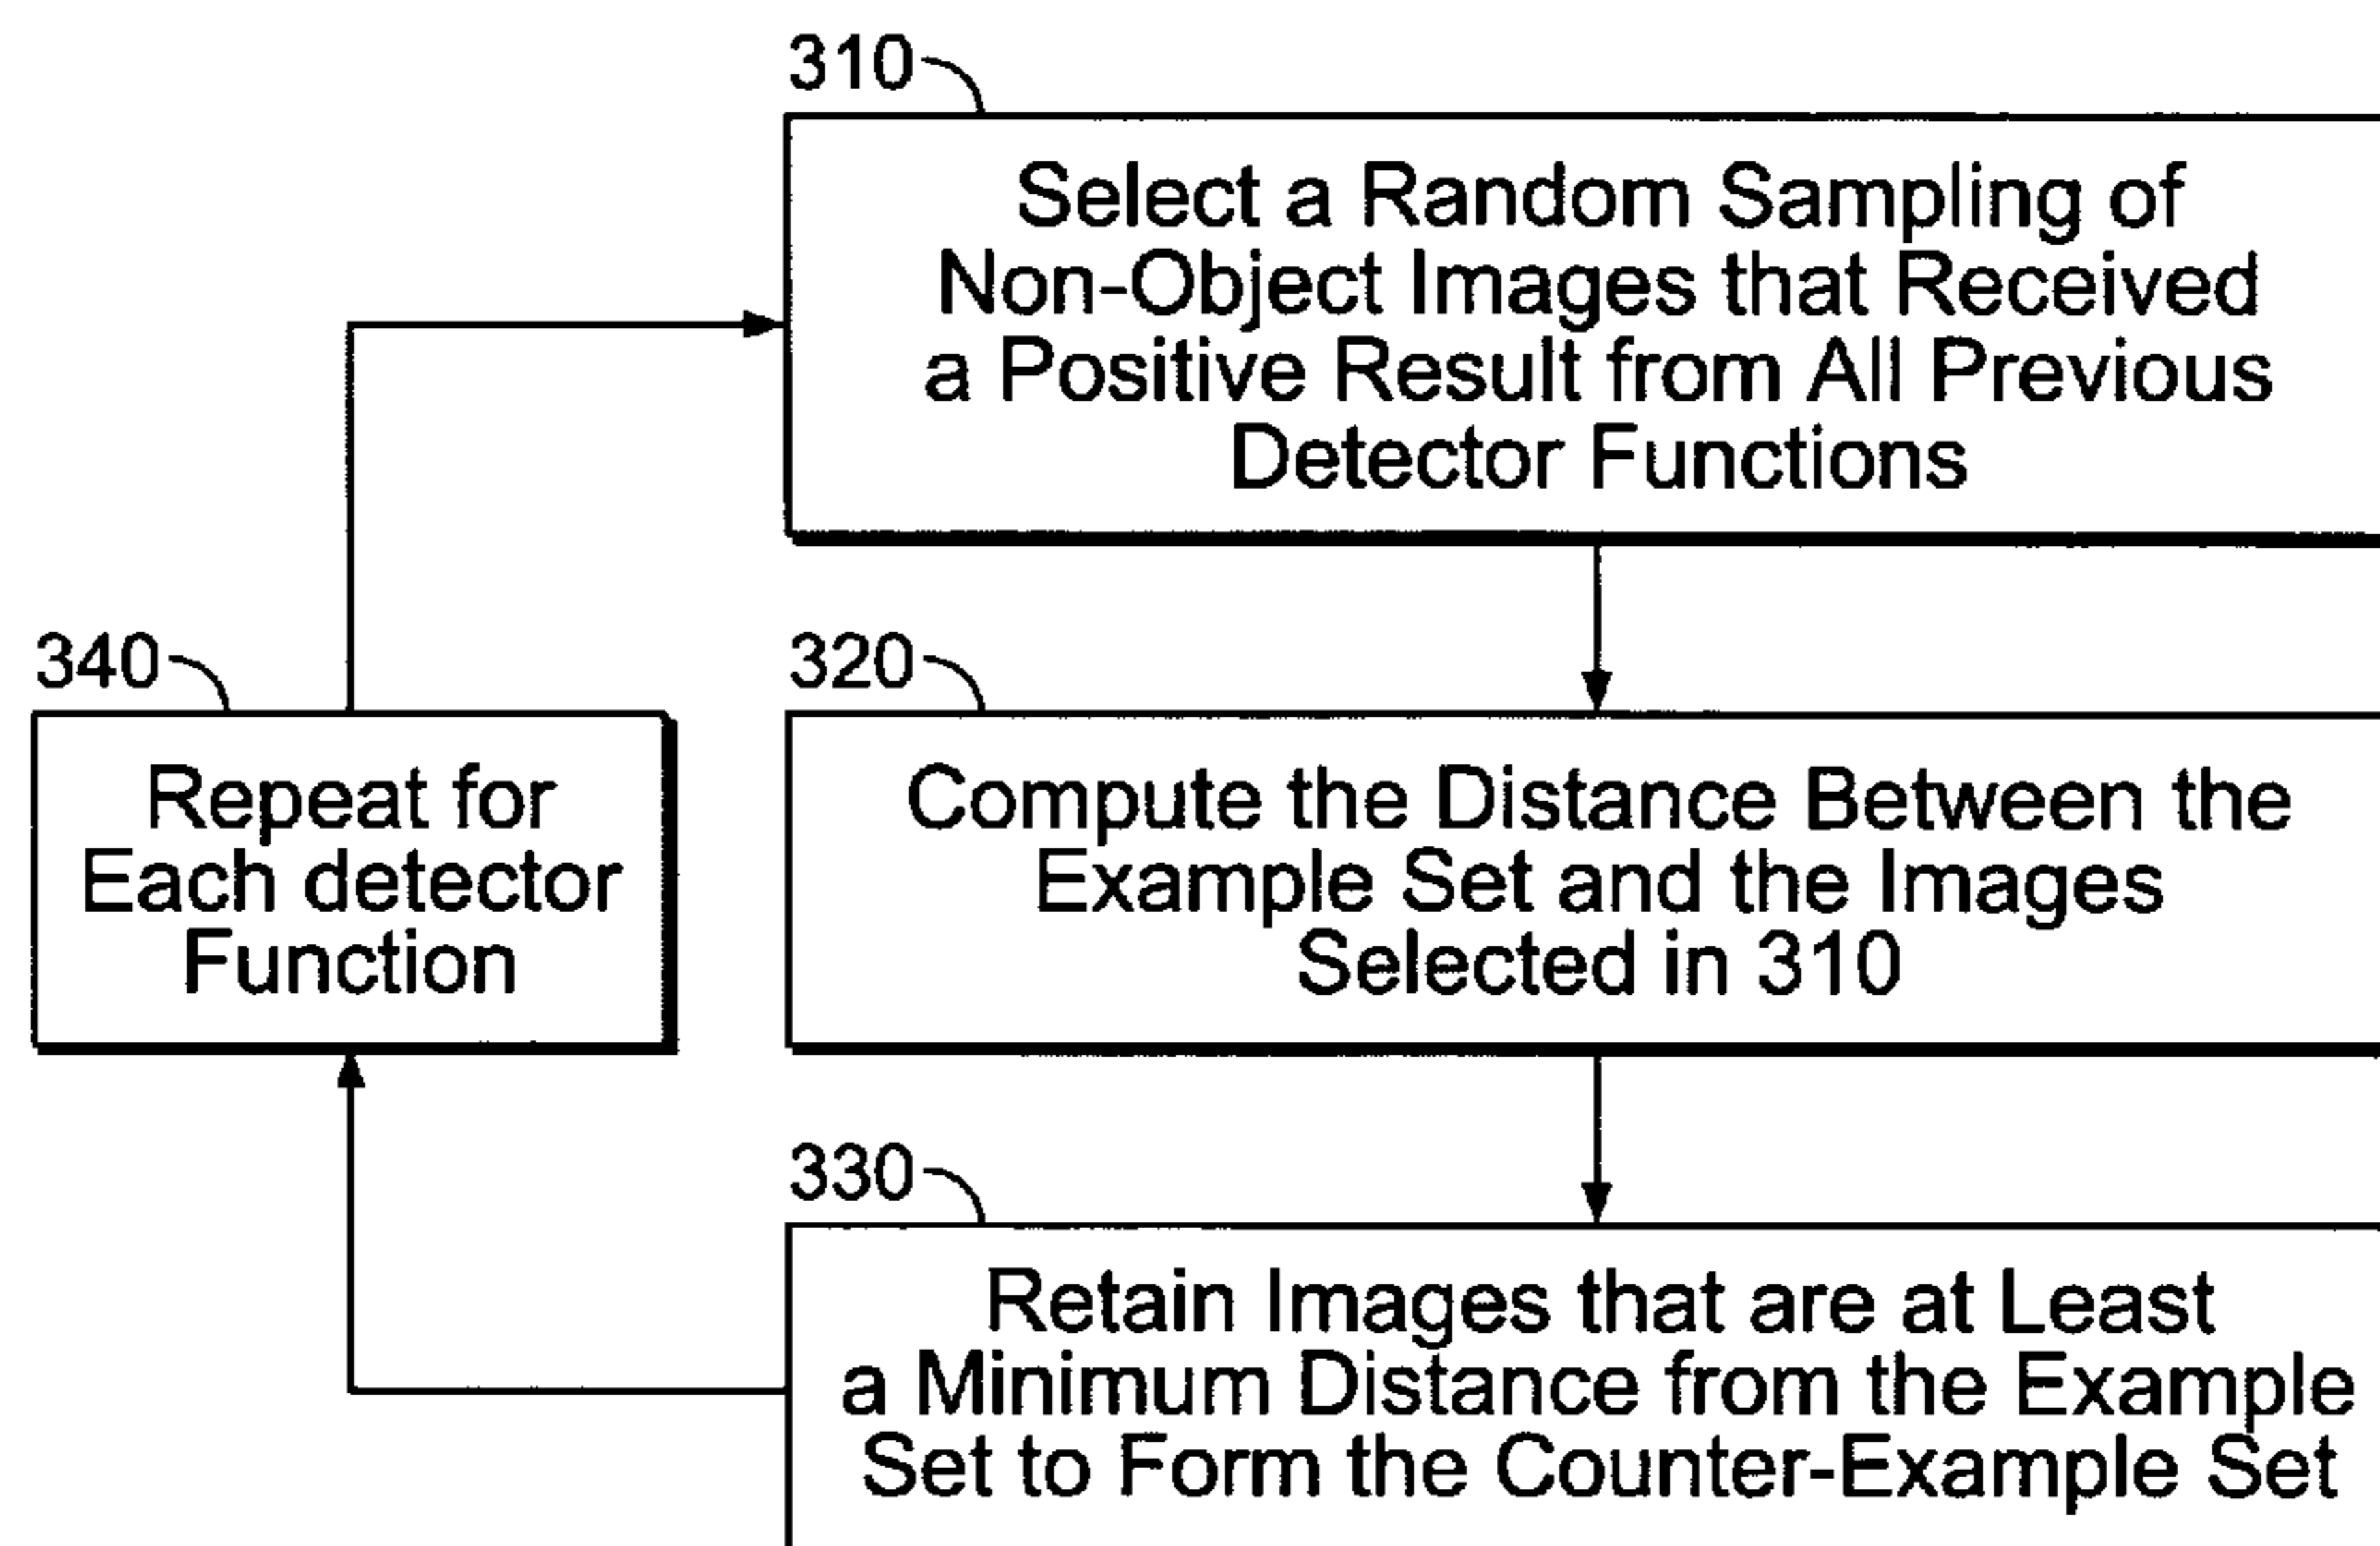 310
Select a Random Sampling of
Non-Object Images that Received
a Positive Result from All Previous
Detector Functions
340
Repeat for
Each detector
Function
320
Compute the Distance Between the
Example Set and the Images
Selected in 310
330
Retain Images that are at Least
a Minimum Distance from the Example
Set to Form the Counter-Example Set